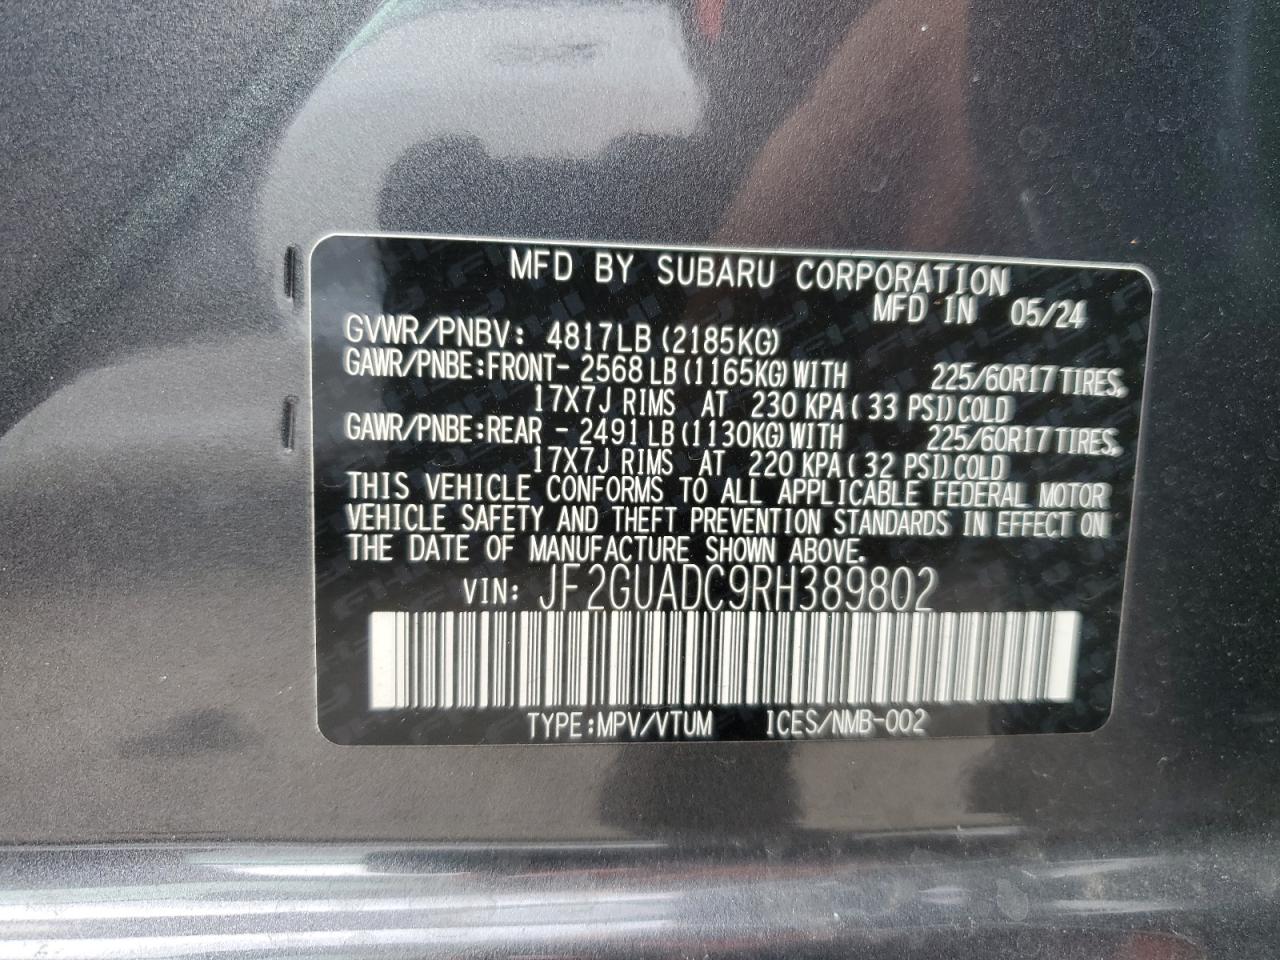 MFD BY SUBARU CORPORATION
MFD IN 05/24
GVWR/PNBV: 4817LB (2185KG)
GAWR/PNBE:FRONT- 2568 LB (1165KG) WITH 225/60R17 TIRES,
17X7J RIMS AT 230 KPA ( 33 PSI) COLD
GAWR/PNBE:REAR - 2491 LB (1130KG) WITH 225/60R17 TIRES,
17X7J RIMS AT 220 KPA ( 32 PSI) COLD
THIS VEHICLE CONFORMS TO ALL APPLICABLE FEDERAL MOTOR
VEHICLE SAFETY AND THEFT PREVENTION STANDARDS IN EFFECT ON
THE DATE OF MANUFACTURE SHOWN ABOVE.
VIN: JF2GUADC9RH389802
TYPE:MPV/VTUM ICES/NMB-002